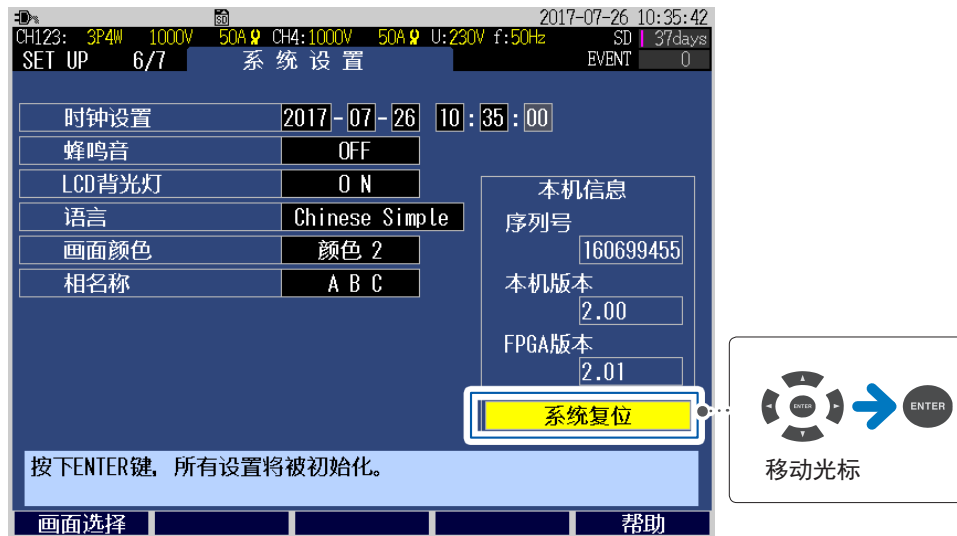 SD 2017-07-26 10:35:42
CH123: 3P4W 1000V 50A CH4:1000V 50A U:230V f:50Hz SD 37days
SET UP 6/7 系统设置 EVENT 0
时钟设置 2017-07-26 10:35:00
蜂鸣音 OFF
LCD背光灯 O N
语言 Chinese Simple
画面颜色 颜色 2
相名称 A B C
本机信息
序列号
160699455
本机版本
2.00
FPGA版本
2.01
系统复位
ENTER ENTER
移动光标
按下ENTER键, 所有设置将被初始化。
画面选择 帮助